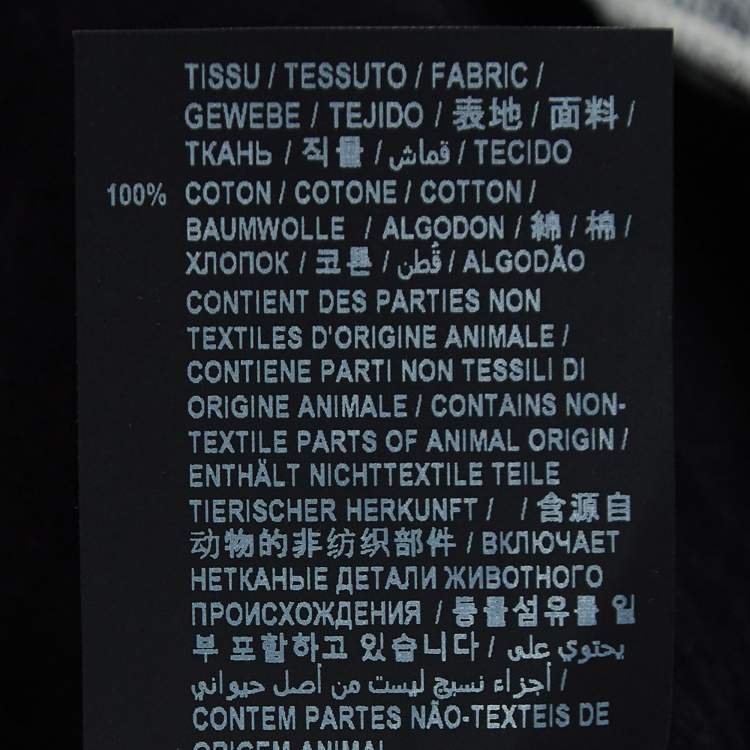 TISSU / TESSUTO / FABRIC /
GEWEBE / TEJIDO / 表地 / 面料 /
ТКАНЬ / 직물 / قماش / TECIDO
100% COTON / COTONE / COTTON /
BAUMWOLLE / ALGODON / 綿 / 棉 /
ХЛОПОК / 코튼 / قُطن / ALGODÃO
CONTIENT DES PARTIES NON
TEXTILES D'ORIGINE ANIMALE /
CONTIENE PARTI NON TESSILI DI
ORIGINE ANIMALE / CONTAINS NON-
TEXTILE PARTS OF ANIMAL ORIGIN /
ENTHÄLT NICHTTEXTILE TEILE
TIERISCHER HERKUNFT / / 含源自
动物的非纺织部件 / ВКЛЮЧАЕТ
НЕТКАНЫЕ ДЕТАЛИ ЖИВОТНОГО
ПРОИСХОЖДЕНИЯ / 동물섬유를 일
부 포함하고 있습니다 / يحتوي على
أجزاء نسيج ليست من أصل حيواني /
CONTEM PARTES NÃO-TEXTEIS DE
ORIGEM ANIMAL